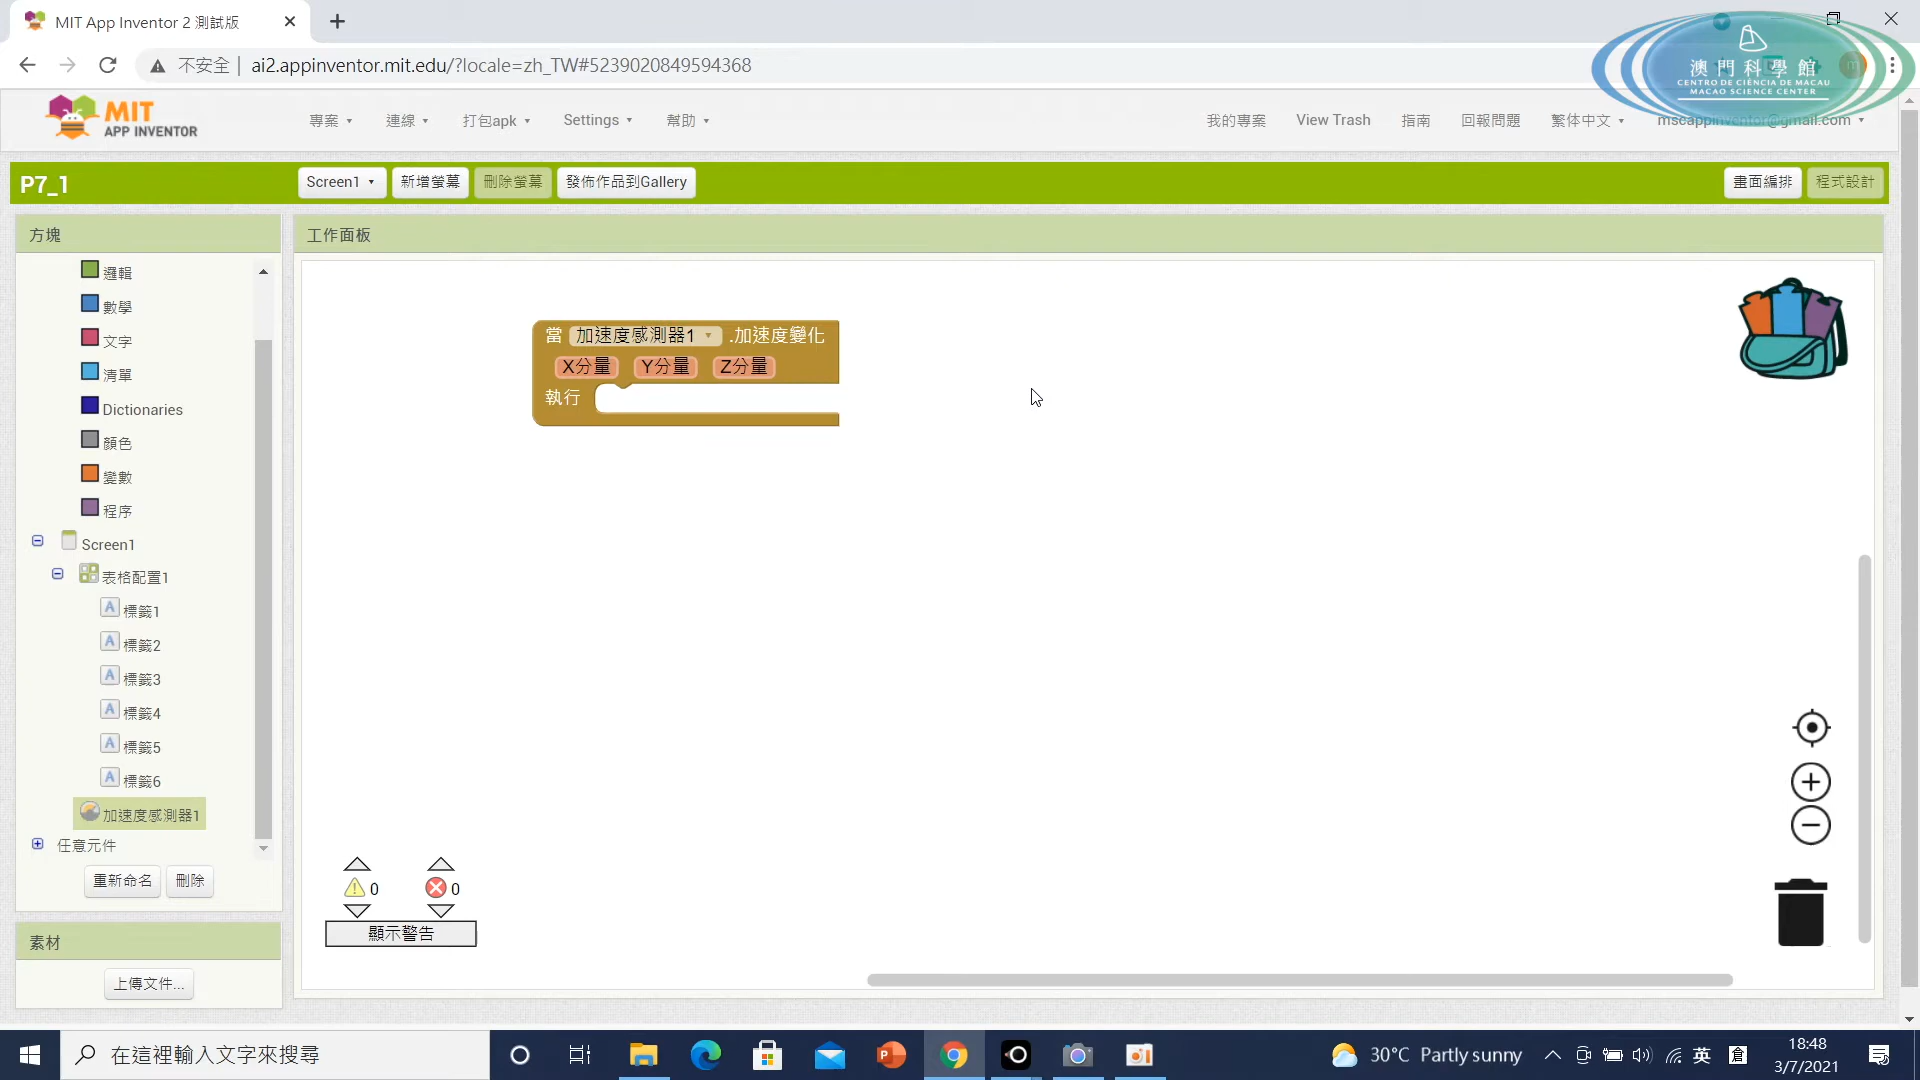 MIT App Inventor 2 測試版
不安全 | ai2.appinventor.mit.edu/?locale=zh_TW#5239020849594368
澳門科學館
CENTRO DE CIÊNCIA DE MACAU
MACAO SCIENCE CENTER
MIT
APP INVENTOR
專案
連線
打包apk
Settings
幫助
我的專案
View Trash
指南
回報問題
繁体中文
mscappinventor@gmail.com
P7_1
Screen1
新增螢幕
刪除螢幕
發佈作品到Gallery
畫面編排
程式設計
方塊
工作面板
邏輯
數學
文字
清單
Dictionaries
顏色
變數
程序
Screen1
表格配置1
標籤1
標籤2
標籤3
標籤4
標籤5
標籤6
加速度感測器1
任意元件
重新命名
刪除
當 加速度感測器1 .加速度變化
X分量 Y分量 Z分量
執行
0
0
顯示警告
素材
上傳文件...
在這裡輸入文字來搜尋
30°C Partly sunny
英
倉
18:48
3/7/2021